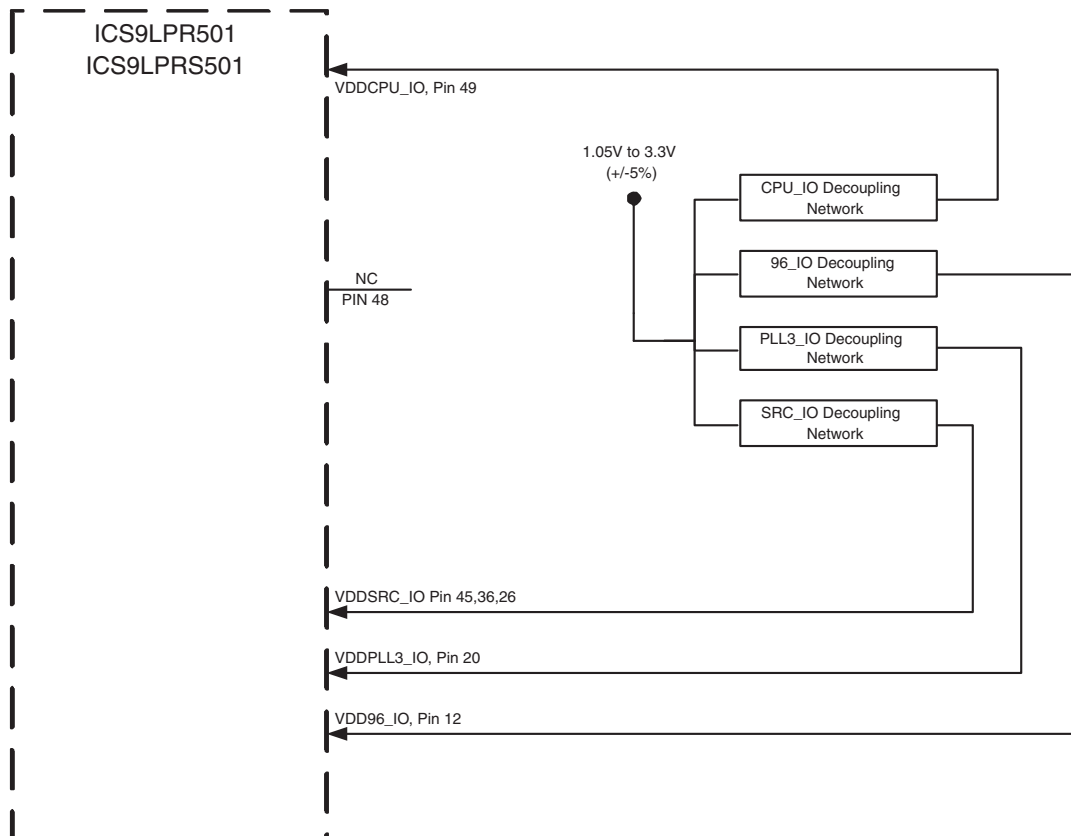 ICS9LPR501
ICS9LPRS501
VDDCPU_IO, Pin 49
1.05V to 3.3V
(+/-5%)
CPU_IO Decoupling
Network
96_IO Decoupling
Network
NC
PIN 48
PLL3_IO Decoupling
Network
SRC_IO Decoupling
Network
VDDSRC_IO Pin 45,36,26
VDDPLL3_IO, Pin 20
VDD96_IO, Pin 12